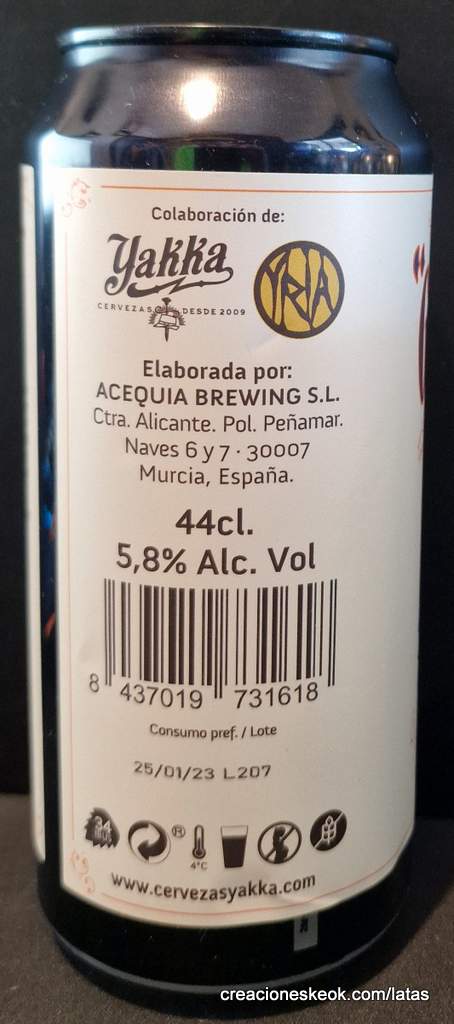 Colaboración de:
Yakka
CERVEZAS DESDE 2009
YRIA
Elaborada por:
ACEQUIA BREWING S.L.
Ctra. Alicante. Pol. Peñamar.
Naves 6 y 7 · 30007
Murcia, España.
44cl.
5,8% Alc. Vol
8 437019 731618
Consumo pref. / Lote
25/01/23 L207
®
4°C
www.cervezasyakka.com
creacioneskeok.com/latas